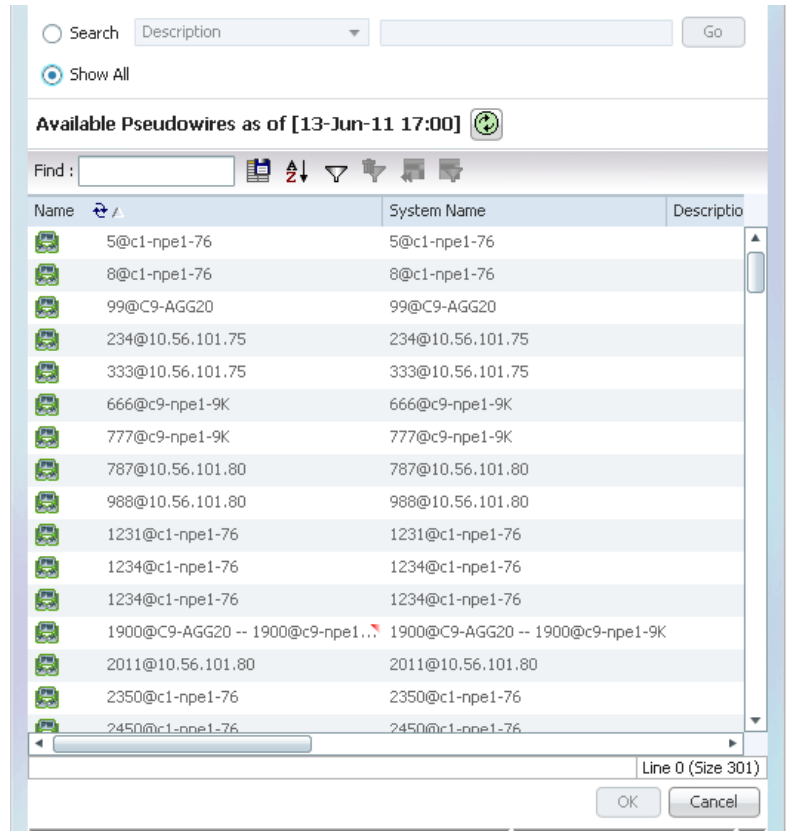 Search Description Go
Show All
Available Pseudowires as of [13-Jun-11 17:00]
Find :
Name System Name Descriptio
5@c1-npe1-76 5@c1-npe1-76
8@c1-npe1-76 8@c1-npe1-76
99@C9-AGG20 99@C9-AGG20
234@10.56.101.75 234@10.56.101.75
333@10.56.101.75 333@10.56.101.75
666@c9-npe1-9K 666@c9-npe1-9K
777@c9-npe1-9K 777@c9-npe1-9K
787@10.56.101.80 787@10.56.101.80
988@10.56.101.80 988@10.56.101.80
1231@c1-npe1-76 1231@c1-npe1-76
1234@c1-npe1-76 1234@c1-npe1-76
1234@c1-npe1-76 1234@c1-npe1-76
1900@C9-AGG20 -- 1900@c9-npe1... 1900@C9-AGG20 -- 1900@c9-npe1-9K
2011@10.56.101.80 2011@10.56.101.80
2350@c1-npe1-76 2350@c1-npe1-76
2450@c1-npe1-76 2450@c1-npe1-76
Line 0 (Size 301)
OK Cancel